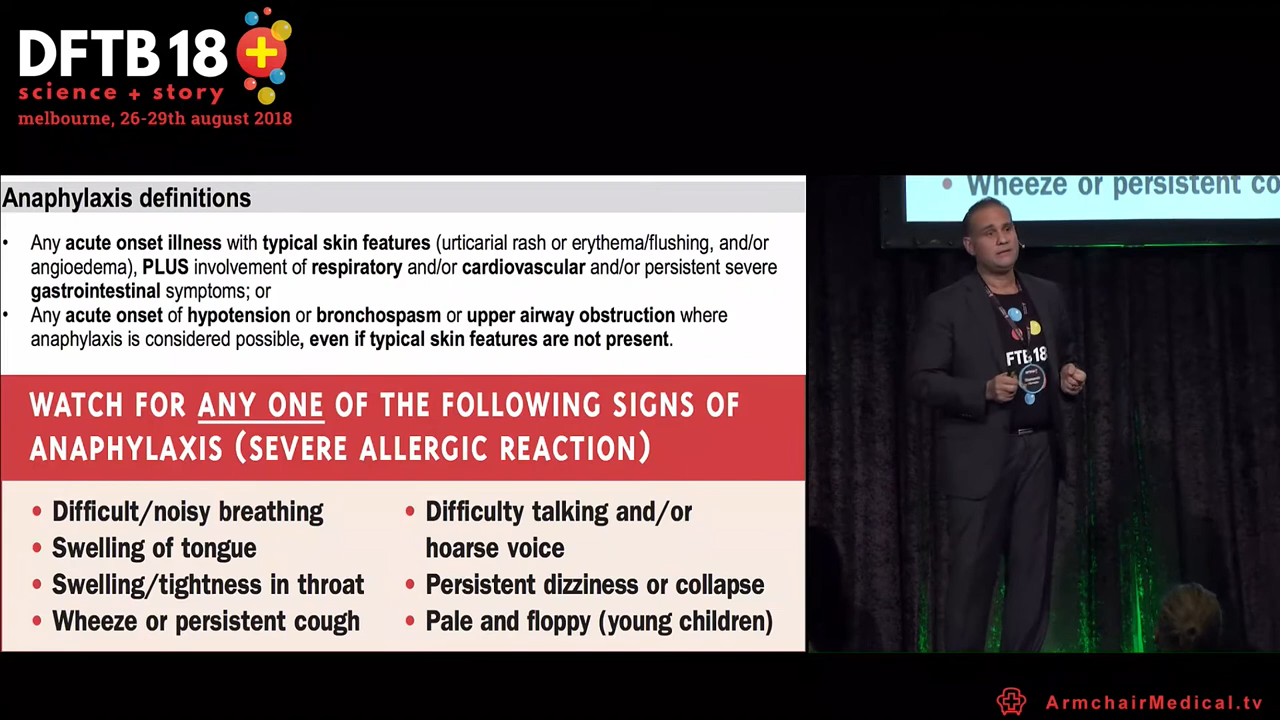 DFTB 18
science + story
melbourne, 26-29th august 2018
Anaphylaxis definitions
• Any acute onset illness with typical skin features (urticarial rash or erythema/flushing, and/or
angioedema), PLUS involvement of respiratory and/or cardiovascular and/or persistent severe
gastrointestinal symptoms; or
• Any acute onset of hypotension or bronchospasm or upper airway obstruction where
anaphylaxis is considered possible, even if typical skin features are not present.
WATCH FOR ANY ONE OF THE FOLLOWING SIGNS OF
ANAPHYLAXIS (SEVERE ALLERGIC REACTION)
• Difficult/noisy breathing
• Swelling of tongue
• Swelling/tightness in throat
• Wheeze or persistent cough
• Difficulty talking and/or
hoarse voice
• Persistent dizziness or collapse
• Pale and floppy (young children)
• Wheeze or persistent co
FTB 18
ArmchairMedical.tv